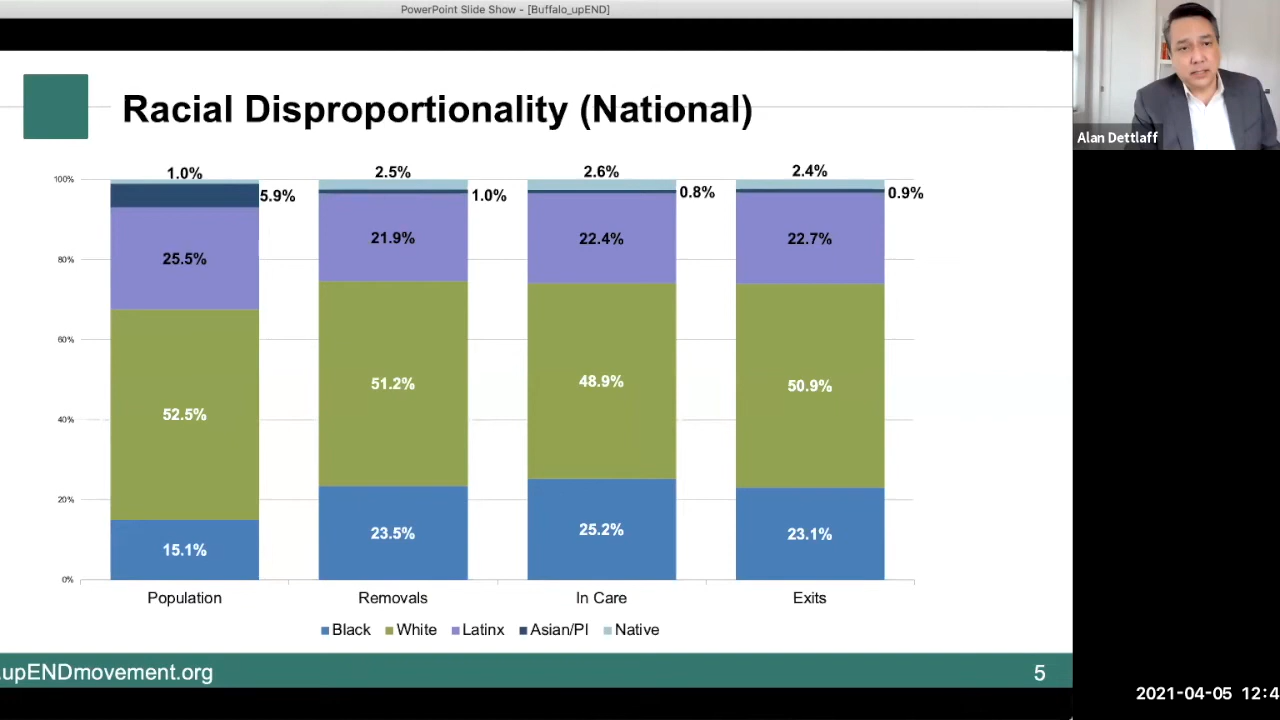 PowerPoint Slide Show - [Buffalo_upEND]
Alan Dettlaff
Racial Disproportionality (National)
1.0% 2.5% 2.6% 2.4%
100%
5.9% 1.0% 0.8% 0.9%
25.5% 21.9% 22.4% 22.7%
80%
60%
52.5% 51.2% 48.9% 50.9%
40%
20%
15.1% 23.5% 25.2% 23.1%
0%
Population Removals In Care Exits
Black White Latinx Asian/PI Native
.upENDmovement.org 5
2021-04-05 12:4